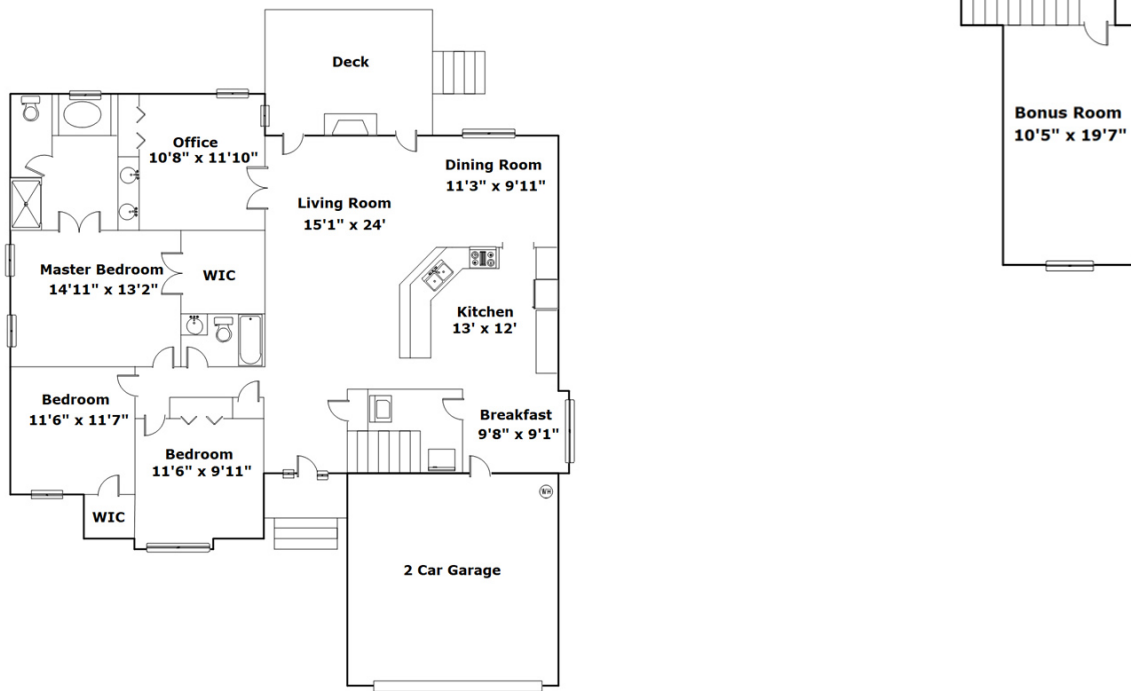 Deck
Office
10'8" x 11'10"
Dining Room
11'3" x 9'11"
Living Room
15'1" x 24'
Master Bedroom
14'11" x 13'2"
WIC
Kitchen
13' x 12'
Bedroom
11'6" x 11'7"
Bedroom
11'6" x 9'11"
Breakfast
9'8" x 9'1"
WIC
WH
2 Car Garage
Bonus Room
10'5" x 19'7"